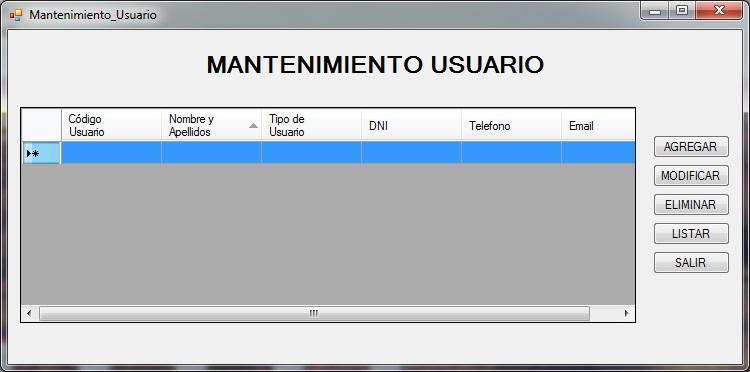 Mantenimiento_Usuario
MANTENIMIENTO USUARIO
Código
Usuario
Nombre y
Apellidos
Tipo de
Usuario
DNI
Telefono
Email
AGREGAR
MODIFICAR
ELIMINAR
LISTAR
SALIR